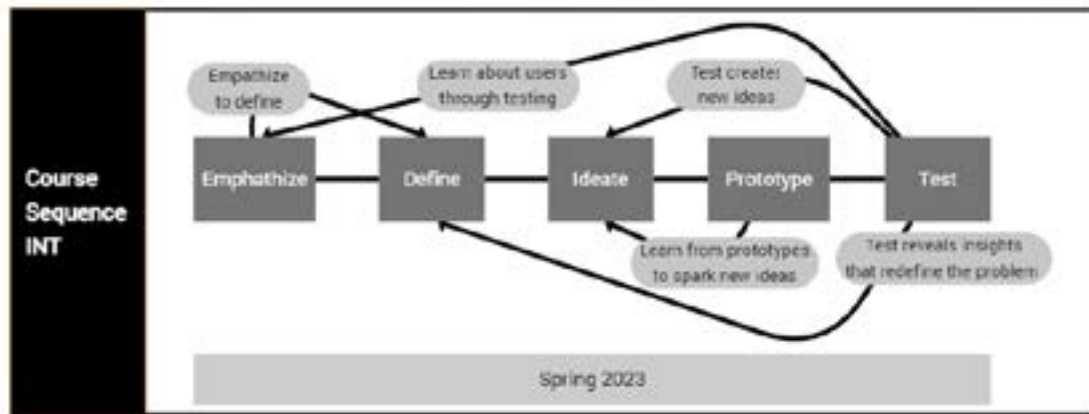 Course
Sequence
INT
Empathize
to define
Learn about users
through testing
Test creates
new ideas
Emphathize
Define
Ideate
Prototype
Test
Learn from prototypes
to spark new ideas
Test reveals insights
that redefine the problem
Spring 2023